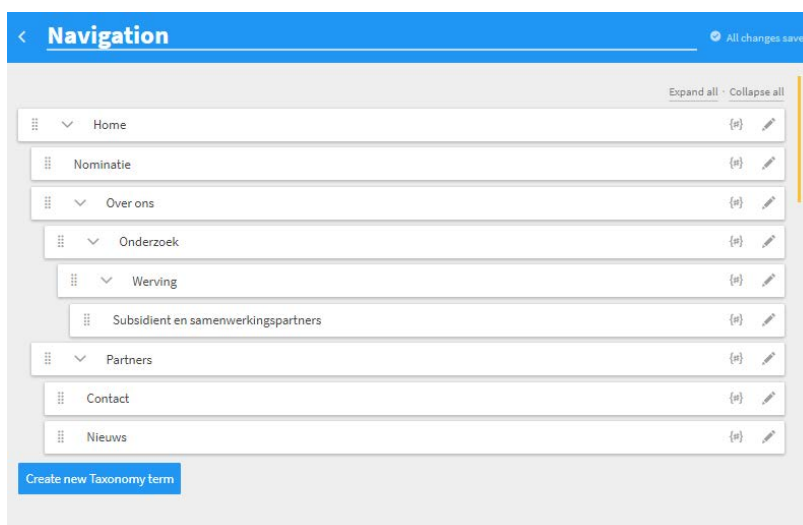 Navigation
All changes save
Expand all · Collapse all
Home {#}
Nominatie {#}
Over ons {#}
Onderzoek {#}
Werving {#}
Subsidient en samenwerkingspartners {#}
Partners {#}
Contact {#}
Nieuws {#}
Create new Taxonomy term